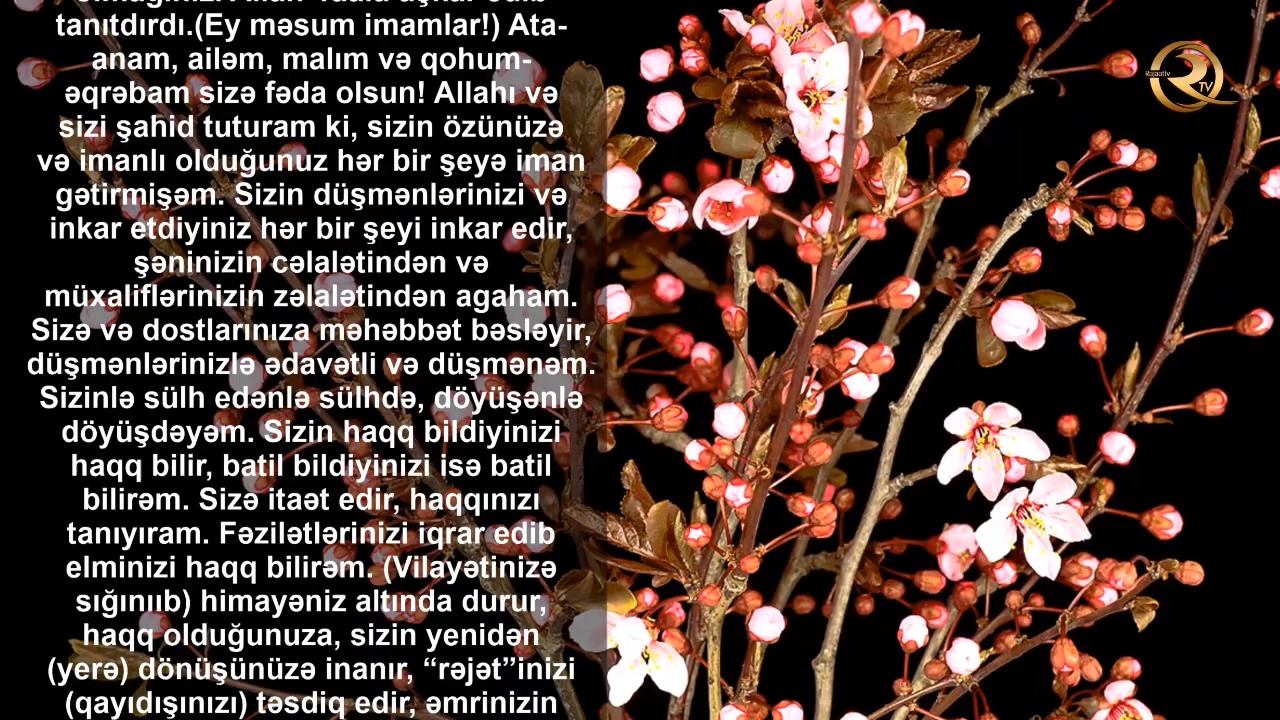 tanıtdırdı.(Ey məsum imamlar!) Ata-
anam, ailəm, malım və qohum-
əqrəbam sizə fəda olsun! Allahı və
sizi şahid tuturam ki, sizin özünüzə
və imanlı olduğunuz hər bir şeyə iman
gətirmişəm. Sizin düşmənlərinizi və
inkar etdiyiniz hər bir şeyi inkar edir,
şəninizin cəlalətindən və
müxaliflərinizin zəlalətindən agaham.
Sizə və dostlarınıza məhəbbət bəsləyir,
düşmənlərinizlə ədavətli və düşmənəm.
Sizinlə sülh edənlə sülhdə, döyüşənlə
döyüşdəyəm. Sizin haqq bildiyinizi
haqq bilir, batil bildiyinizi isə batil
bilirəm. Sizə itaət edir, haqqınızı
tanıyıram. Fəzilətlərinizi iqrar edib
elminizi haqq bilirəm. (Vilayətinizə
sığınııb) himayəniz altında durur,
haqq olduğunuza, sizin yenidən
(yerə) dönüşünüzə inanır, “rəjət”inizi
(qayıdışınızı) təsdiq edir, əmrinizin
Rajaattv
TV